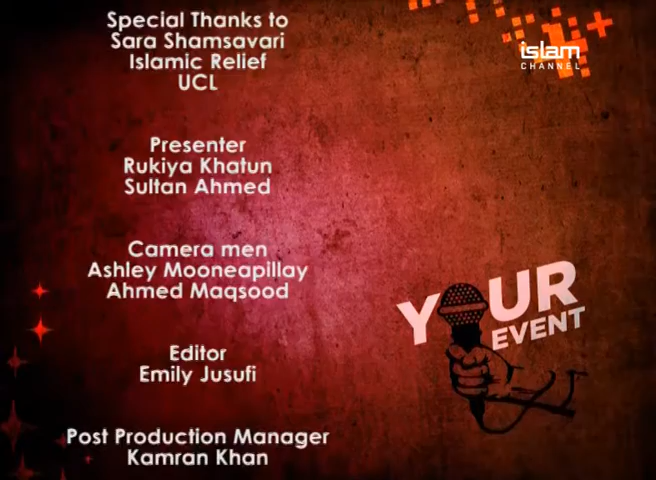 Special Thanks to
Sara Shamsavari
Islamic Relief
UCL
Presenter
Rukiya Khatun
Sultan Ahmed
Camera men
Ashley Mooneapillay
Ahmed Maqsood
Editor
Emily Jusufi
Post Production Manager
Kamran Khan
islam
CHANNEL
YOUR
EVENT